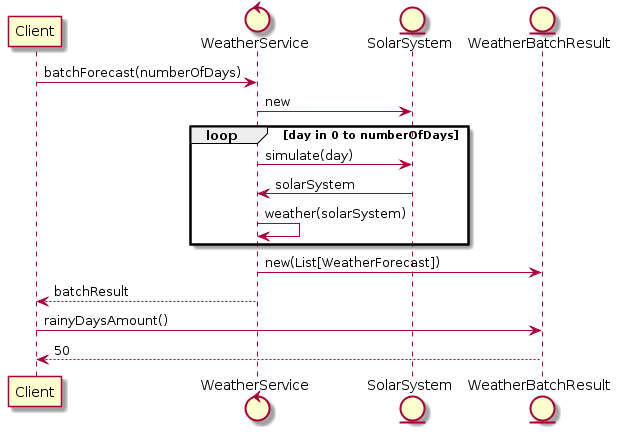 Client
WeatherService
SolarSystem
WeatherBatchResult
batchForecast(numberOfDays)
new
loop [day in 0 to numberOfDays]
simulate(day)
solarSystem
weather(solarSystem)
new(List[WeatherForecast])
batchResult
rainyDaysAmount()
50
Client
WeatherService
SolarSystem
WeatherBatchResult